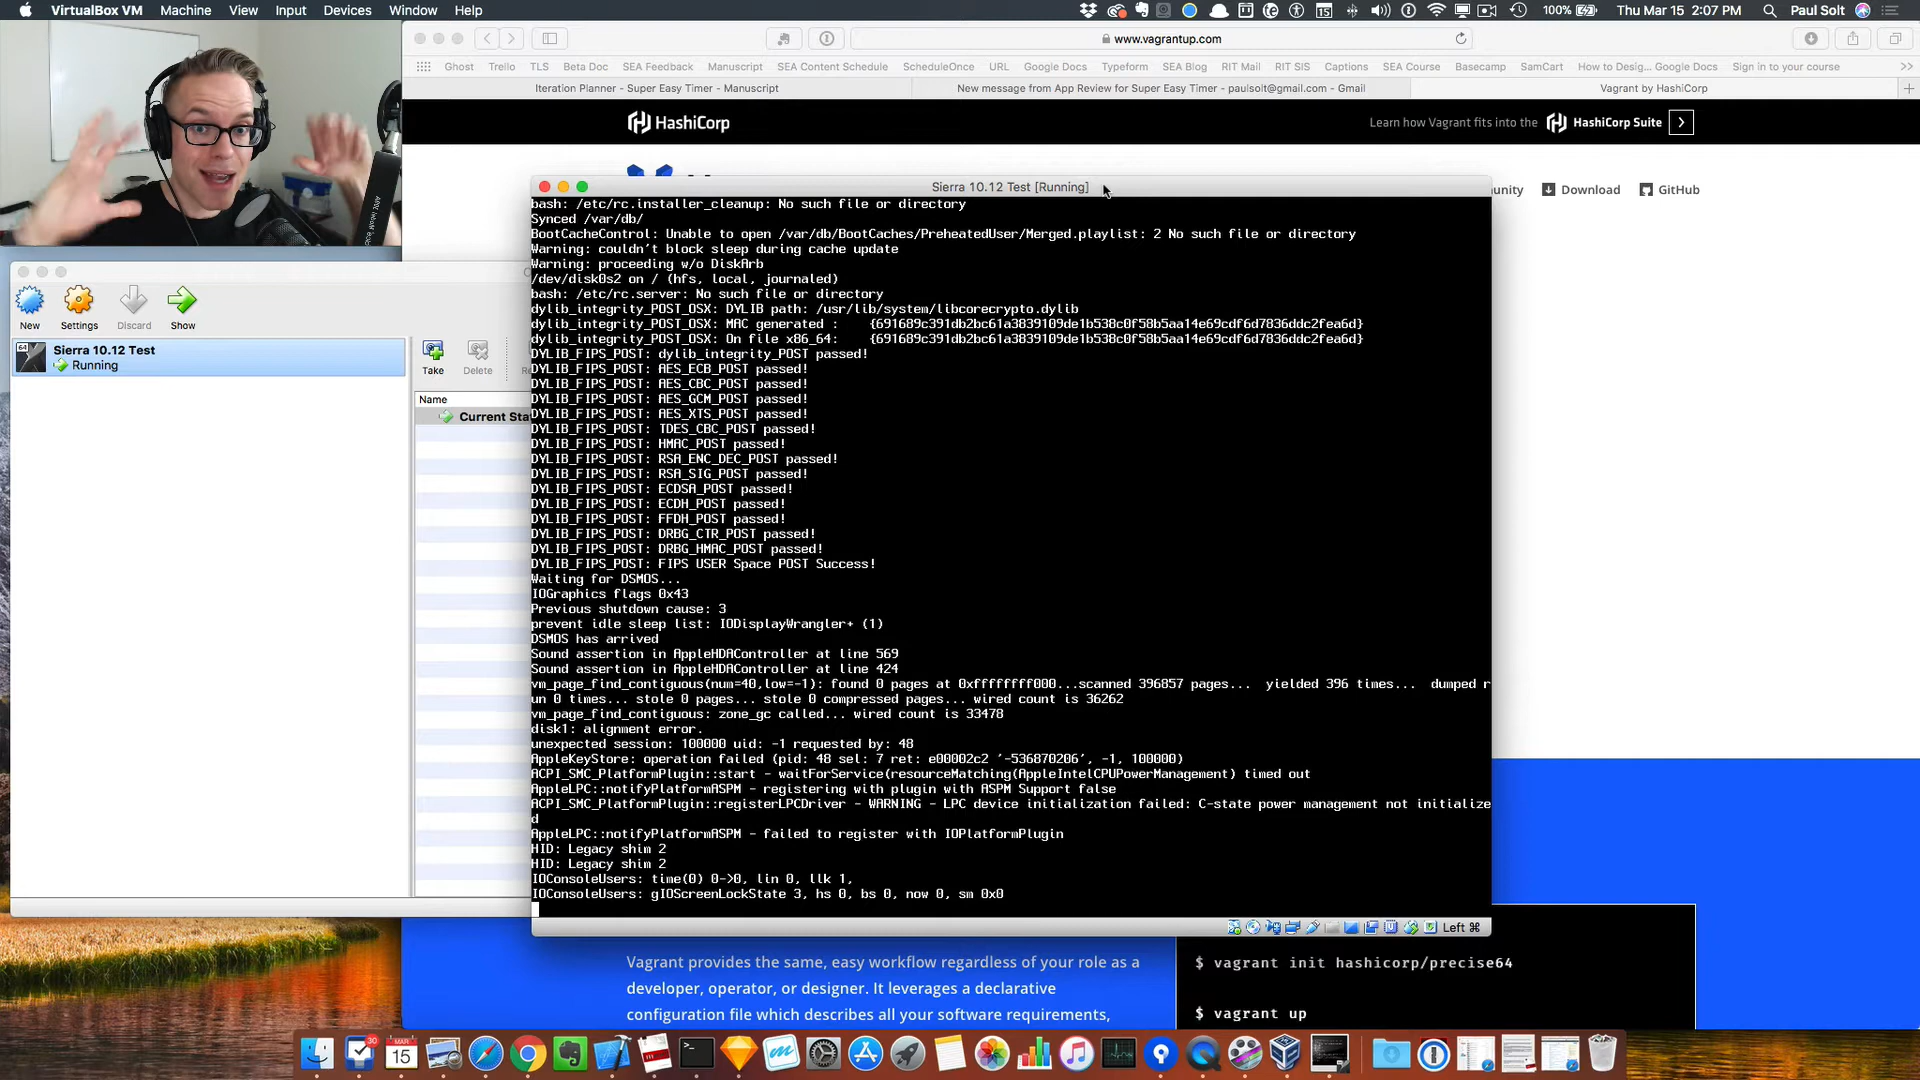 VirtualBox VM Machine View Input Devices Window Help
100% Thu Mar 15 2:07 PM Paul Solt
www.vagrantup.com
Ghost Trello TLS Beta Doc SEA Feedback Manuscript SEA Content Schedule ScheduleOnce URL Google Docs Typeform SEA Blog RIT Mail RIT SIS Captions SEA Course Basecamp SamCart How to Desig... Google Docs Sign in to your course
Iteration Planner - Super Easy Timer - Manuscript
New message from App Review for Super Easy Timer - paulsolt@gmail.com - Gmail
Vagrant by HashiCorp
HashiCorp
Learn how Vagrant fits into the HashiCorp Suite
Download
GitHub
Sierra 10.12 Test [Running]
bash: /etc/rc.installer_cleanup: No such file or directory
Synced /var/db/
BootCacheControl: Unable to open /var/db/BootCaches/PreheatedUser/Merged.playlist: 2 No such file or directory
Warning: couldn't block sleep during cache update
Warning: proceeding w/o DiskArb
/dev/disk0s2 on / (hfs, local, journaled)
bash: /etc/rc.server: No such file or directory
dylib_integrity_POST_OSX: DYLIB path: /usr/lib/system/libcorecrypto.dylib
dylib_integrity_POST_OSX: MAC generated : {691689c391db2bc61a3839109de1b538c0f58b5aa14e69cdf6d7836ddc2fea6d}
dylib_integrity_POST_OSX: On file x86_64: {691689c391db2bc61a3839109de1b538c0f58b5aa14e69cdf6d7836ddc2fea6d}
DYLIB_FIPS_POST: dylib_integrity_POST passed!
DYLIB_FIPS_POST: AES_ECB_POST passed!
DYLIB_FIPS_POST: AES_CBC_POST passed!
DYLIB_FIPS_POST: AES_GCM_POST passed!
DYLIB_FIPS_POST: AES_XTS_POST passed!
DYLIB_FIPS_POST: TDES_CBC_POST passed!
DYLIB_FIPS_POST: HMAC_POST passed!
DYLIB_FIPS_POST: RSA_ENC_DEC_POST passed!
DYLIB_FIPS_POST: RSA_SIG_POST passed!
DYLIB_FIPS_POST: ECDSA_POST passed!
DYLIB_FIPS_POST: ECDH_POST passed!
DYLIB_FIPS_POST: FFDH_POST passed!
DYLIB_FIPS_POST: DRBG_CTR_POST passed!
DYLIB_FIPS_POST: DRBG_HMAC_POST passed!
DYLIB_FIPS_POST: FIPS USER Space POST Success!
Waiting for DSMOS...
IOGraphics flags 0x43
Previous shutdown cause: 3
prevent idle sleep list: IODisplayWrangler+ (1)
DSMOS has arrived
Sound assertion in AppleHDAController at line 569
Sound assertion in AppleHDAController at line 424
vm_page_find_contiguous(num=40,low=-1): found 0 pages at 0xffffffff000...scanned 396857 pages... yielded 396 times... dumped r
un 0 times... stole 0 pages... stole 0 compressed pages... wired count is 36262
vm_page_find_contiguous: zone_gc called... wired count is 33478
disk1: alignment error.
unexpected session: 100000 uid: -1 requested by: 48
AppleKeyStore: operation failed (pid: 48 sel: 7 ret: e00002c2 '-536870206', -1, 100000)
ACPI_SMC_PlatformPlugin::start - waitForService(resourceMatching(AppleIntelCPUPowerManagement) timed out
AppleLPC::notifyPlatformASPM - registering with plugin with ASPM Support false
ACPI_SMC_PlatformPlugin::registerLPCDriver - WARNING - LPC device initialization failed: C-state power management not initialize
d
AppleLPC::notifyPlatformASPM - failed to register with IOPlatformPlugin
HID: Legacy shim 2
HID: Legacy shim 2
IOConsoleUsers: time(0) 0->0, lin 0, llk 1,
IOConsoleUsers: gIOScreenLockState 3, hs 0, bs 0, now 0, sm 0x0
Left ⌘
New Settings Discard Show
Sierra 10.12 Test
Running
Take Delete
Name
Current Sta
Vagrant provides the same, easy workflow regardless of your role as a
developer, operator, or designer. It leverages a declarative
configuration file which describes all your software requirements,
$ vagrant init hashicorp/precise64
$ vagrant up